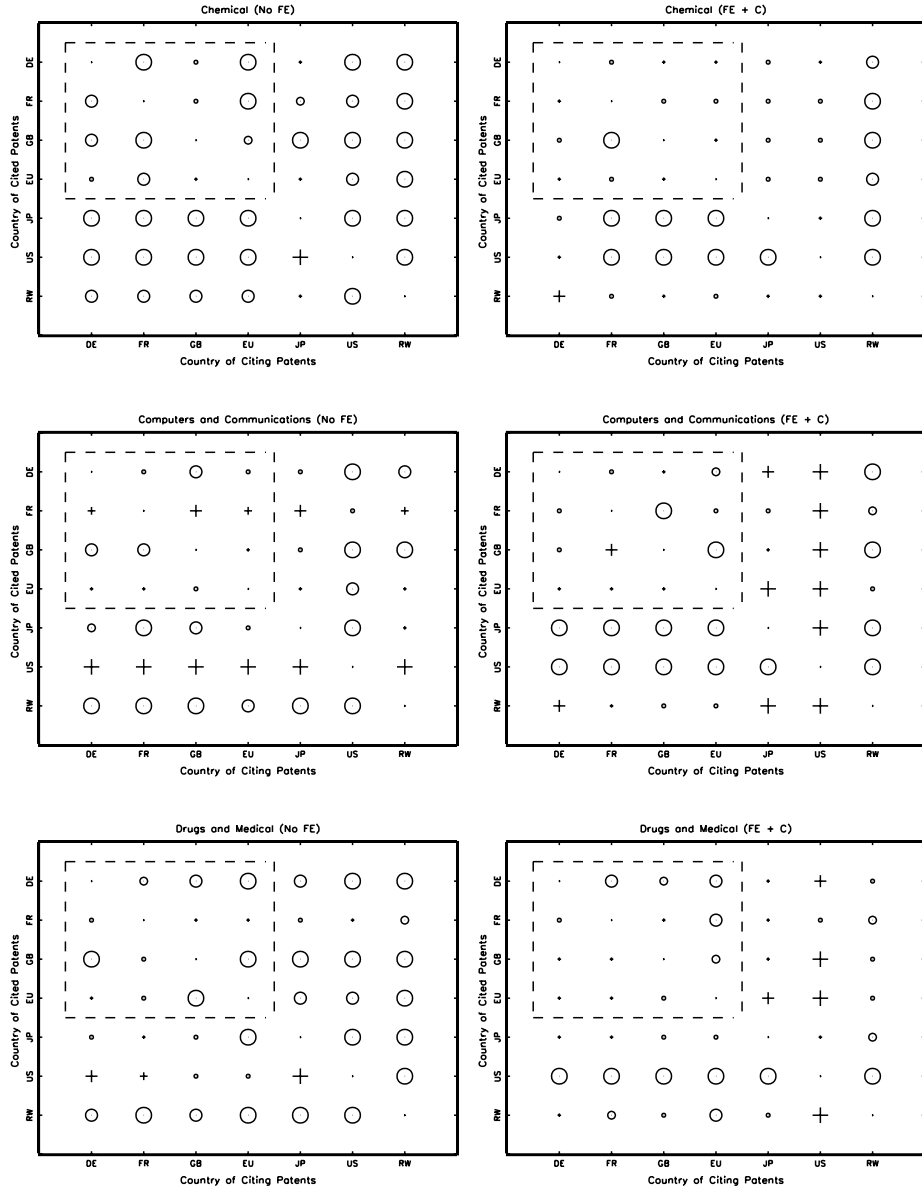 Chemical (No FE)
Country of Cited Patents
DE
FR
GB
EU
JP
US
RW
DE FR GB EU JP US RW
Country of Citing Patents
Chemical (FE + C)
Country of Cited Patents
DE
FR
GB
EU
JP
US
RW
DE FR GB EU JP US RW
Country of Citing Patents
Computers and Communications (No FE)
Country of Cited Patents
DE
FR
GB
EU
JP
US
RW
DE FR GB EU JP US RW
Country of Citing Patents
Computers and Communications (FE + C)
Country of Cited Patents
DE
FR
GB
EU
JP
US
RW
DE FR GB EU JP US RW
Country of Citing Patents
Drugs and Medical (No FE)
Country of Cited Patents
DE
FR
GB
EU
JP
US
RW
DE FR GB EU JP US RW
Country of Citing Patents
Drugs and Medical (FE + C)
Country of Cited Patents
DE
FR
GB
EU
JP
US
RW
DE FR GB EU JP US RW
Country of Citing Patents